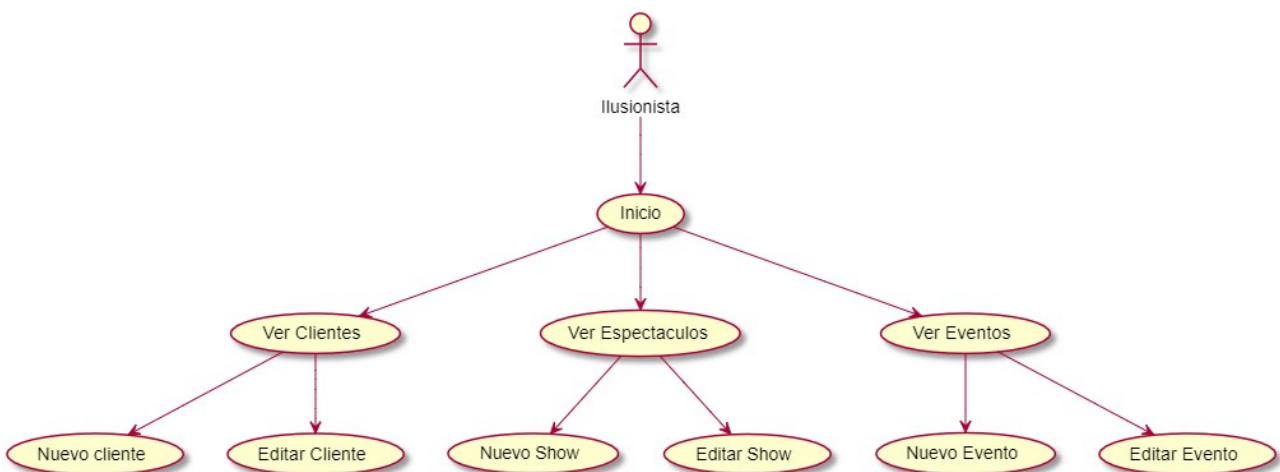 Ilusionista
Inicio
Ver Clientes
Ver Espectaculos
Ver Eventos
Nuevo cliente
Editar Cliente
Nuevo Show
Editar Show
Nuevo Evento
Editar Evento